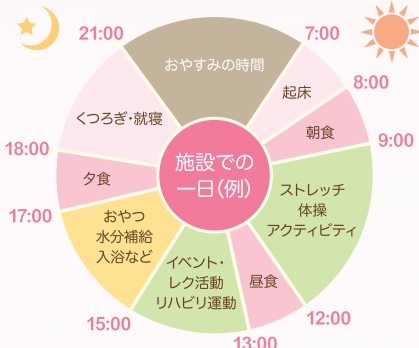 施設での
一日(例)
おやすみの時間
7:00
起床
8:00
朝食
9:00
ストレッチ
体操
アクティビティ
12:00
昼食
13:00
イベント・
レク活動
リハビリ運動
15:00
おやつ
水分補給
入浴など
17:00
夕食
18:00
くつろぎ・就寝
21:00